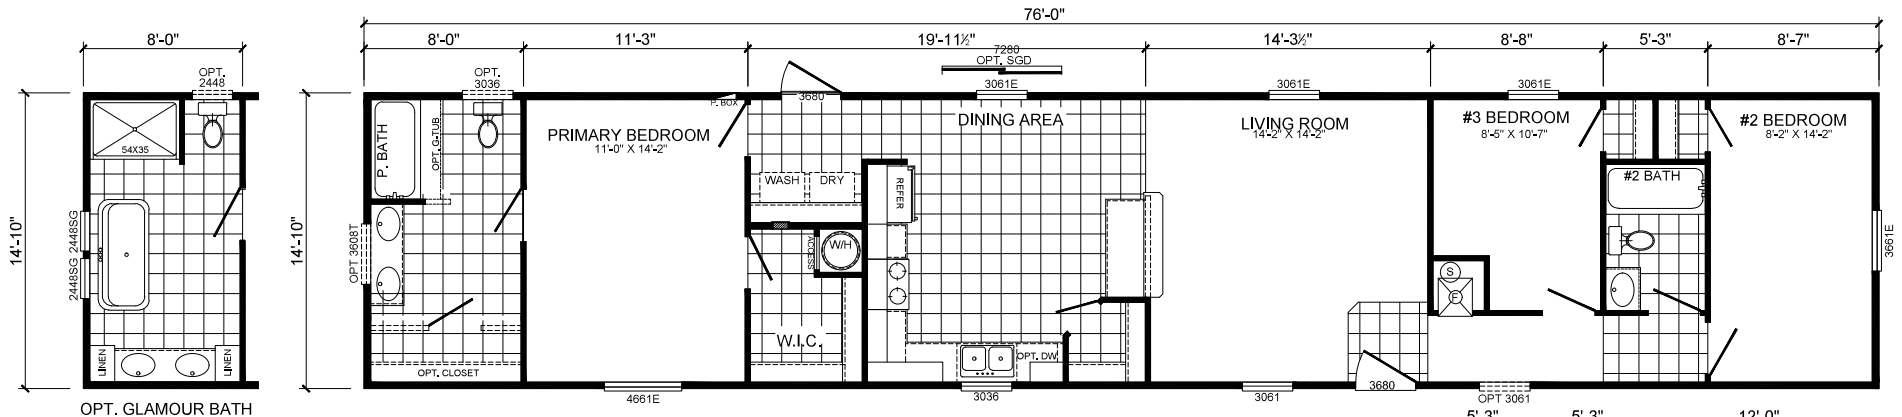 76'-0"
8'-0"
8'-0"
11'-3"
19'-11½"
14'-3½"
8'-8"
5'-3"
8'-7"
7280
OPT. SGD
OPT.
2448
OPT.
3036
3061E
3061E
3061E
P. BOX
3680
PRIMARY BEDROOM
11'-0" X 14'-2"
DINING AREA
LIVING ROOM
14'-2" X 14'-2"
#3 BEDROOM
8'-5" X 10'-7"
#2 BEDROOM
8'-2" X 14'-2"
54X35
P. BATH
OPT. G-TUB
WASH
DRY
REFER
#2 BATH
14'-10"
2448SG
2448SG
14'-10"
OPT 3608T
ACCESS
W/H
3661E
S
F
W.I.C.
LINEN
LINEN
OPT. CLOSET
OPT. DW
3680
4661E
3036
3061
OPT 3061
OPT. GLAMOUR BATH
5'-3"
5'-3"
12'-0"